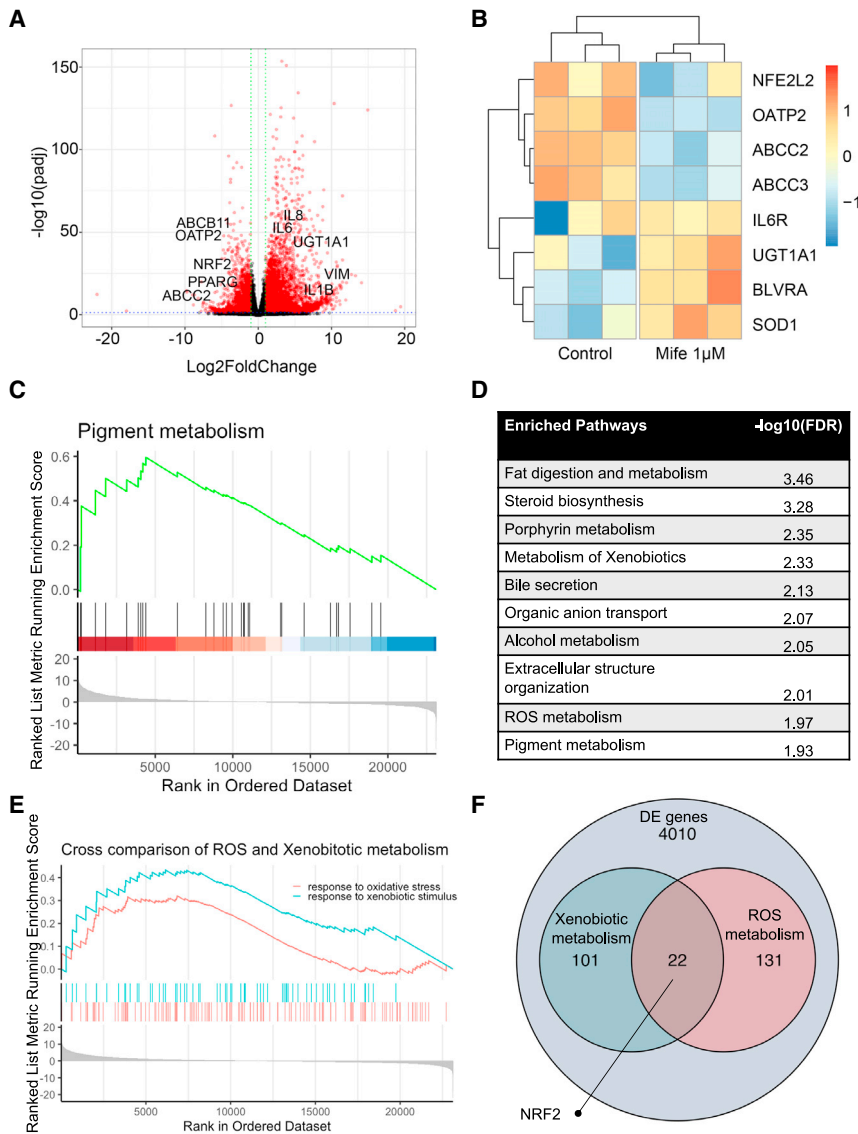 A
150
100
50
0
-log10(padj)
ABCB11
OATP2
NRF2
PPARG
ABCC2
IL8
IL6
UGT1A1
VIM
IL1B
-20
-10
0
10
20
Log2FoldChange
B
NFE2L2
OATP2
ABCC2
ABCC3
IL6R
UGT1A1
BLVRA
SOD1
1
0
−1
Control
Mife 1μM
C
Pigment metabolism
Running Enrichment Score
0.6
0.4
0.2
0.0
Ranked List Metric
20
10
0
-10
-20
5000
10000
15000
20000
Rank in Ordered Dataset
D
Enriched Pathways -log10(FDR)
Fat digestion and metabolism 3.46
Steroid biosynthesis 3.28
Porphyrin metabolism 2.35
Metabolism of Xenobiotics 2.33
Bile secretion 2.13
Organic anion transport 2.07
Alcohol metabolism 2.05
Extracellular structure
organization 2.01
ROS metabolism 1.97
Pigment metabolism 1.93
E
Cross comparison of ROS and Xenobitotic metabolism
Running Enrichment Score
0.4
0.3
0.2
0.1
0.0
response to oxidative stress
response to xenobiotic stimulus
Ranked List Metric
20
10
0
-10
-20
5000
10000
15000
20000
Rank in Ordered Dataset
F
DE genes
4010
Xenobiotic
metabolism
101
22
ROS
metabolism
131
NRF2